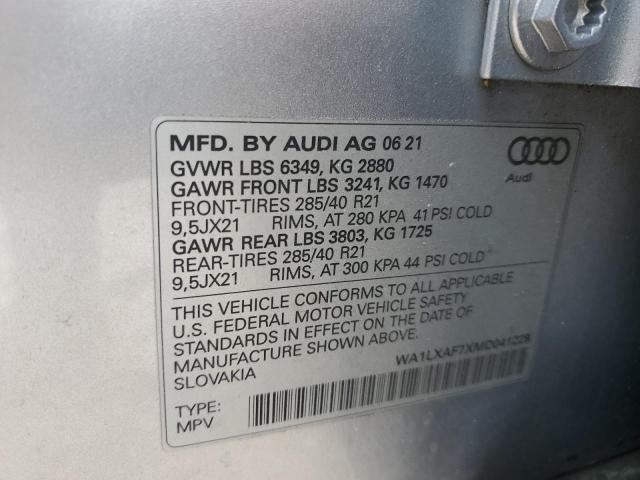 MFD. BY AUDI AG 06 21
GVWR LBS 6349, KG 2880
GAWR FRONT LBS 3241, KG 1470
FRONT-TIRES 285/40 R21
9,5JX21 RIMS, AT 280 KPA 41 PSI COLD
GAWR REAR LBS 3803, KG 1725
REAR-TIRES 285/40 R21
9,5JX21 RIMS, AT 300 KPA 44 PSI COLD
Audi
THIS VEHICLE CONFORMS TO ALL APPLICABLE
U.S. FEDERAL MOTOR VEHICLE SAFETY
STANDARDS IN EFFECT ON THE DATE OF
MANUFACTURE SHOWN ABOVE.
SLOVAKIA
WA1LXAF7XMD041229
TYPE:
MPV